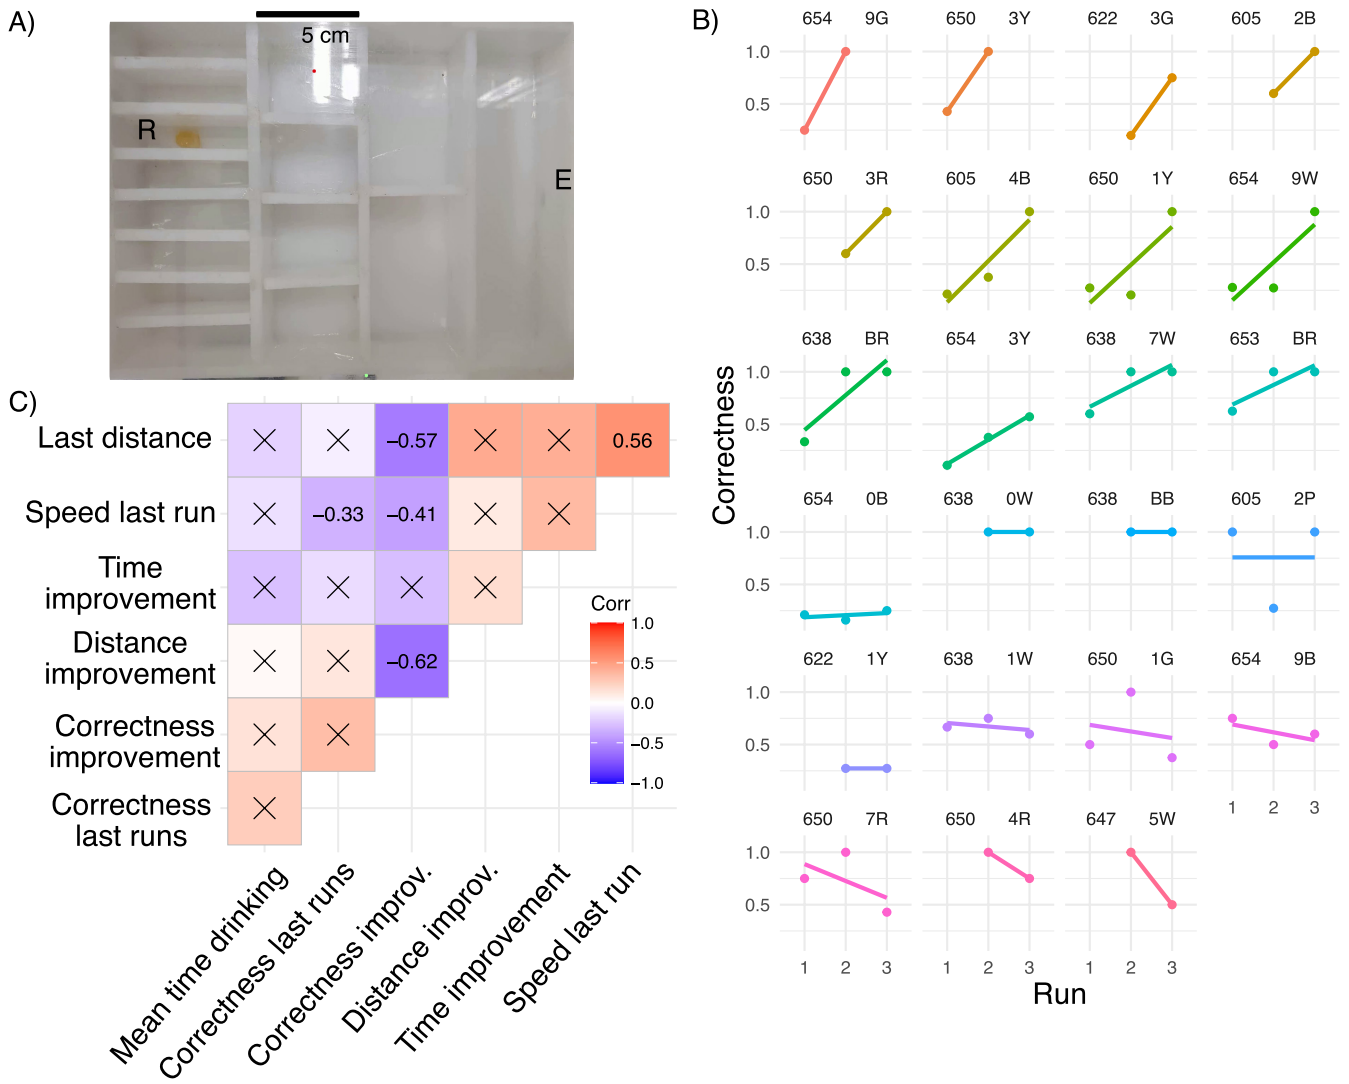 A)
5 cm
R
E
B)
654 9G
650 3Y
622 3G
605 2B
1.0
0.5
650 3R
605 4B
650 1Y
654 9W
1.0
0.5
638 BR
654 3Y
638 7W
653 BR
1.0
0.5
654 0B
638 0W
638 BB
605 2P
1.0
0.5
622 1Y
638 1W
650 1G
654 9B
1.0
0.5
1 2 3
650 7R
650 4R
647 5W
1.0
0.5
1 2 3
1 2 3
1 2 3
Correctness
Run
C)
Last distance
−0.57
0.56
Speed last run
−0.33
−0.41
Time
improvement
Distance
improvement
−0.62
Correctness
improvement
Correctness
last runs
Corr
1.0
0.5
0.0
−0.5
−1.0
Mean time drinking
Correctness last runs
Correctness improv.
Distance improv.
Time improvement
Speed last run